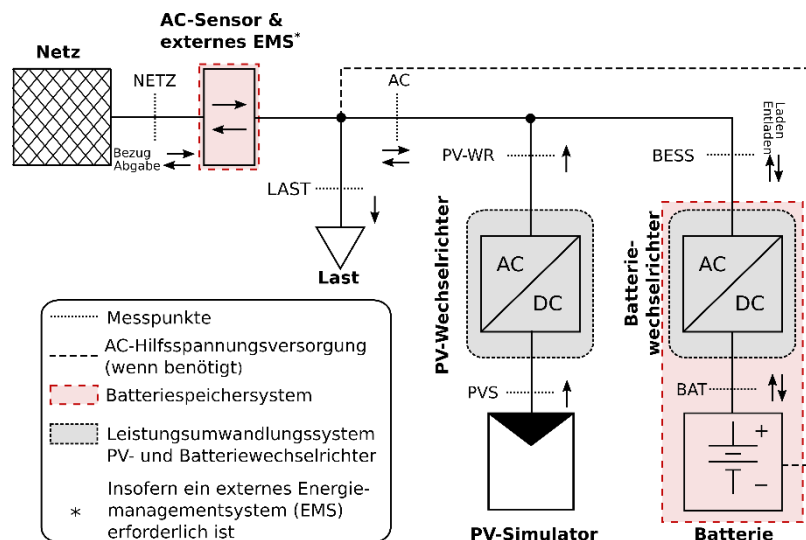 AC-Sensor &
externes EMS*
Netz
NETZ
AC
Bezug
Abgabe
Laden
Entladen
PV-WR
BESS
LAST
Last
PV-Wechselrichter
AC
DC
Batterie-
wechselrichter
AC
DC
PVS
BAT
+
−
PV-Simulator
Batterie
Messpunkte
AC-Hilfsspannungsversorgung
(wenn benötigt)
Batteriespeichersystem
Leistungsumwandlungssystem
PV- und Batteriewechselrichter
* Insofern ein externes Energie-
managementsystem (EMS)
erforderlich ist